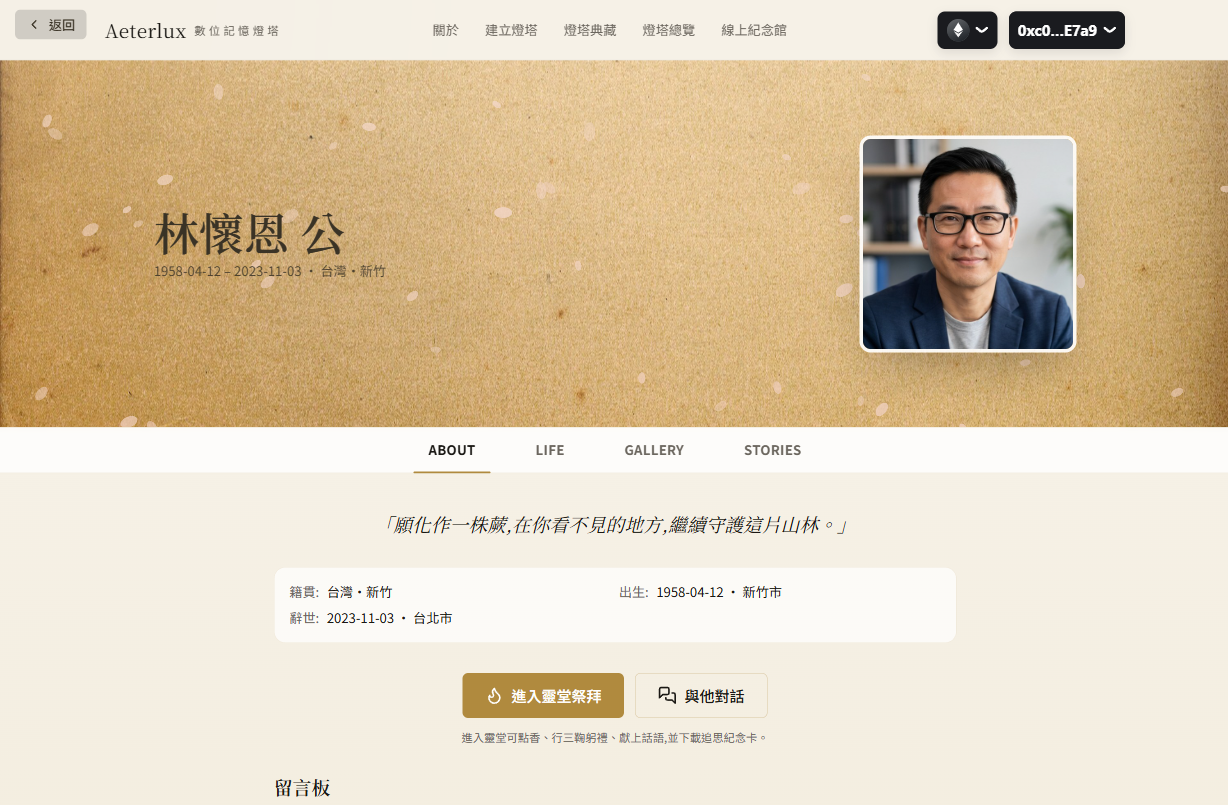 返回
Aeterlux 數位記憶燈塔
關於 建立燈塔 燈塔典藏 燈塔總覽 線上紀念館
0xc0...E7a9
林懷恩 公
1958-04-12 – 2023-11-03 · 台灣・新竹
ABOUT LIFE GALLERY STORIES
「願化作一株蕨,在你看不見的地方,繼續守護這片山林。」
籍貫: 台灣・新竹 出生: 1958-04-12 · 新竹市
辭世: 2023-11-03 · 台北市
進入靈堂祭拜 與他對話
進入靈堂可點香、行三鞠躬禮、獻上話語,並下載追思紀念卡。
留言板